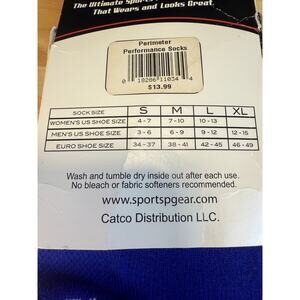 The Ultimate Sports
That Wears and Looks Great.
Perimeter
Performance Socks
0 18206 11034 4
$13.99
SOCK SIZE S M L XL
WOMEN'S US SHOE SIZE 4 - 7 7 - 10 10 - 13
MEN'S US SHOE SIZE 3 - 6 6 - 9 9 - 12 12 - 15
EURO SHOE SIZE 34 - 37 38 - 41 42 - 45 46 - 49
Wash and tumble dry inside out after each use.
No bleach or fabric softeners recommended.
www.sportspgear.com
Catco Distribution LLC.